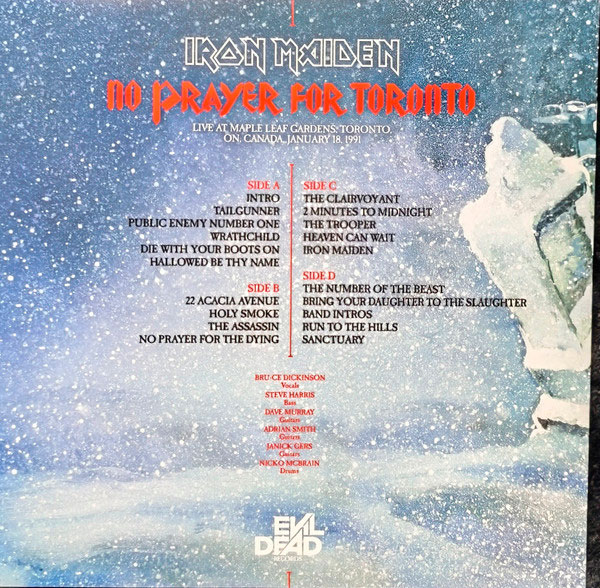 IRON MAIDEN
NO PRAYER FOR TORONTO
LIVE AT MAPLE LEAF GARDENS, TORONTO,
ON, CANADA, JANUARY 18, 1991
SIDE A
INTRO
TAILGUNNER
PUBLIC ENEMY NUMBER ONE
WRATHCHILD
DIE WITH YOUR BOOTS ON
HALLOWED BE THY NAME
SIDE B
22 ACACIA AVENUE
HOLY SMOKE
THE ASSASSIN
NO PRAYER FOR THE DYING
SIDE C
THE CLAIRVOYANT
2 MINUTES TO MIDNIGHT
THE TROOPER
HEAVEN CAN WAIT
IRON MAIDEN
SIDE D
THE NUMBER OF THE BEAST
BRING YOUR DAUGHTER TO THE SLAUGHTER
BAND INTROS
RUN TO THE HILLS
SANCTUARY
BRU-CE DICKINSON
Vocals
STEVE HARRIS
Bass
DAVE MURRAY
Guitars
ADRIAN SMITH
Guitars
JANICK GERS
Guitars
NICKO MCBRAIN
Drums
EVIL
DEAD
RECORDS